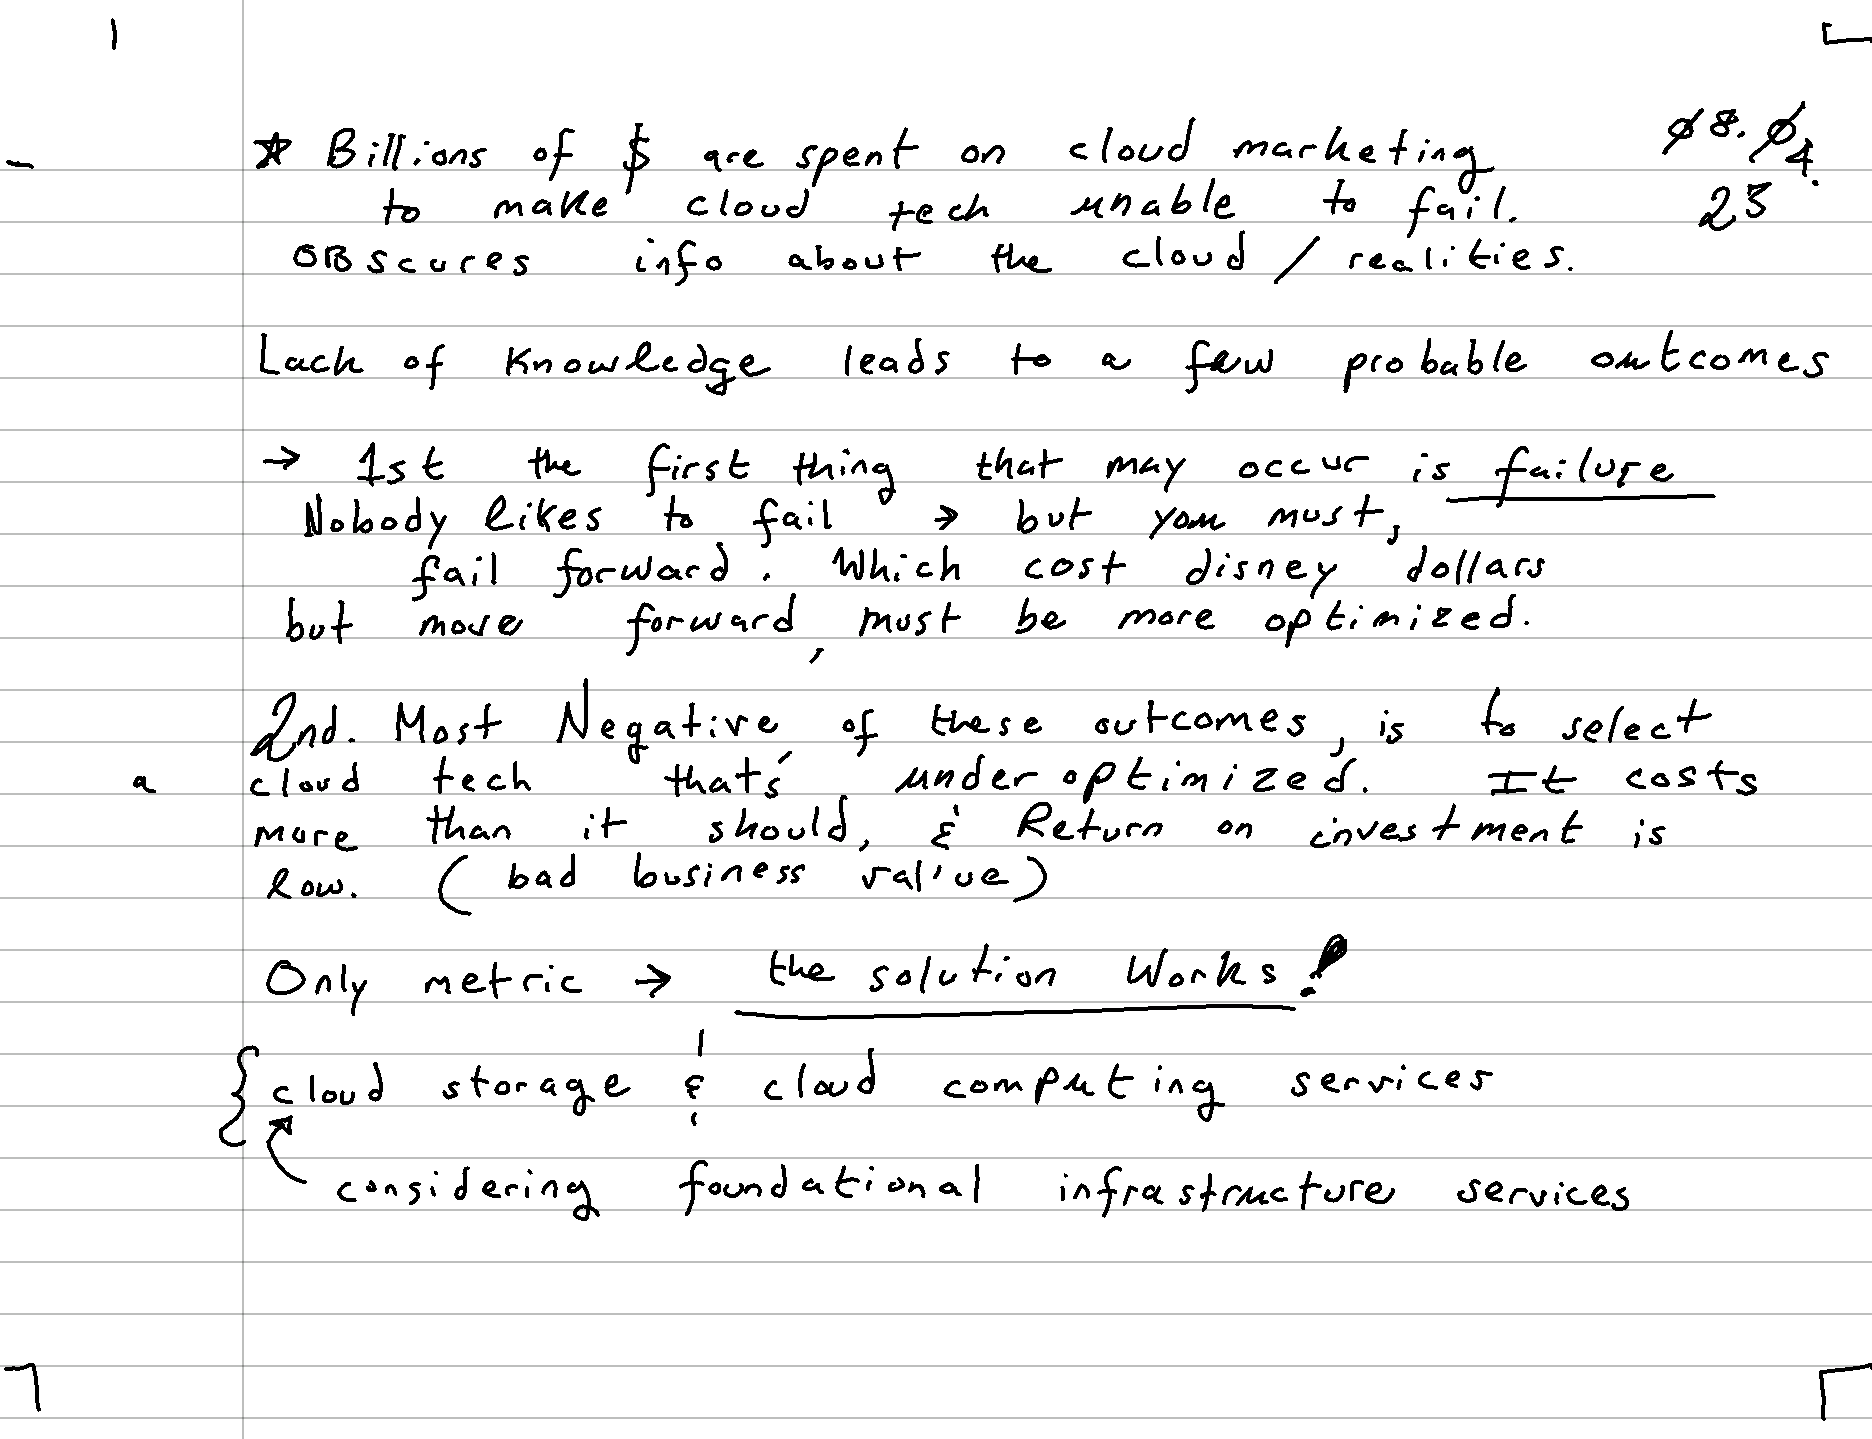 ☆ Billions of $ are spent on cloud marketing
Ø8.Ø4.
to make cloud tech unable to fail.
23
OBscures info about the cloud / realities.
Lack of Knowledge leads to a few probable outcomes
→ 1st the first thing that may occur is failure
Nobody likes to fail → but you must,
fail forward. Which cost disney dollars
but move forward, must be more optimized.
2nd. Most Negative, of these outcomes, is to select
a cloud tech that's underoptimized. It costs
more than it should, & Return on investment is
low. (bad business value)
Only metric → the solution Works!
{ cloud storage & cloud computing services
considering foundational infrastructure services